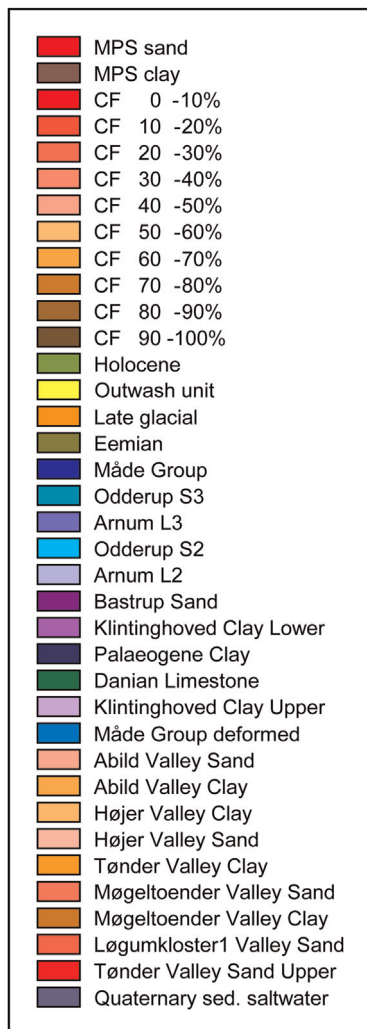 MPS sand
MPS clay
CF 0 -10%
CF 10 -20%
CF 20 -30%
CF 30 -40%
CF 40 -50%
CF 50 -60%
CF 60 -70%
CF 70 -80%
CF 80 -90%
CF 90 -100%
Holocene
Outwash unit
Late glacial
Eemian
Måde Group
Odderup S3
Arnum L3
Odderup S2
Arnum L2
Bastrup Sand
Klintinghoved Clay Lower
Palaeogene Clay
Danian Limestone
Klintinghoved Clay Upper
Måde Group deformed
Abild Valley Sand
Abild Valley Clay
Højer Valley Clay
Højer Valley Sand
Tønder Valley Clay
Møgeltoender Valley Sand
Møgeltoender Valley Clay
Løgumkloster1 Valley Sand
Tønder Valley Sand Upper
Quaternary sed. saltwater